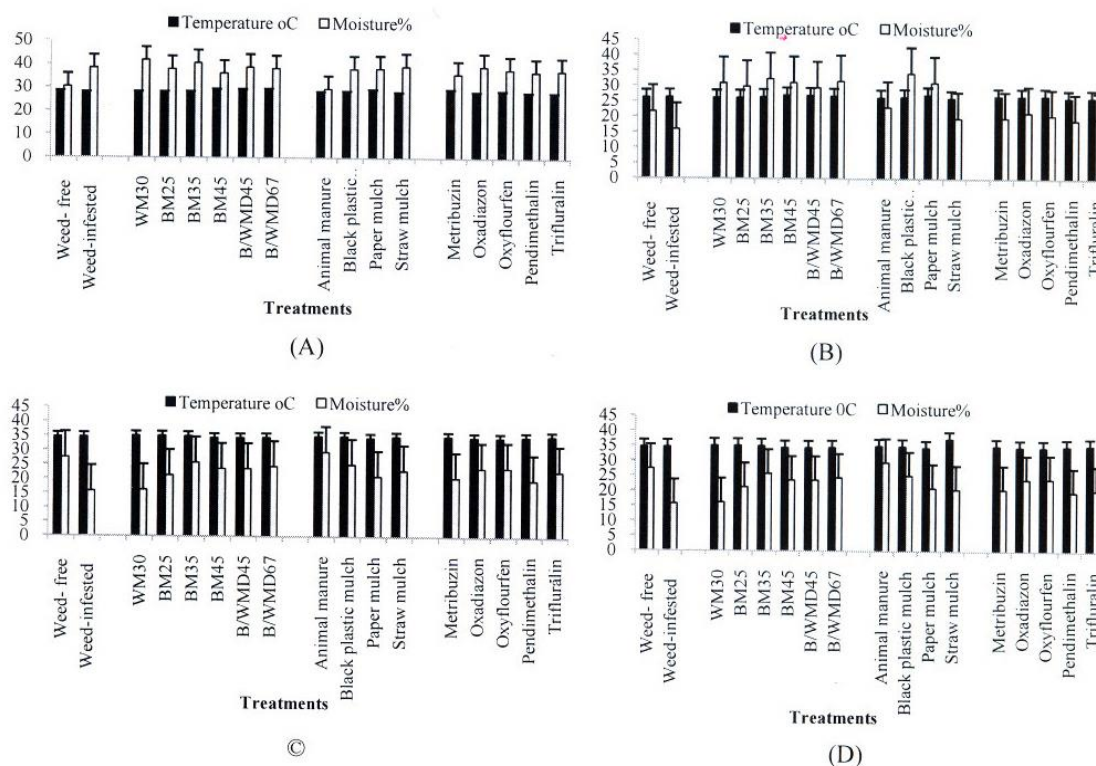 Temperature oC Moisture%
60
50
40
30
20
10
0
Weed- free
Weed-infested
WM30
BM25
BM35
BM45
B/WMD45
B/WMD67
Animal manure
Black plastic..
Paper mulch
Straw mulch
Metribuzin
Oxadiazon
Oxyflourfen
Pendimethalin
Trifluralin
Treatments
(A)
Temperature oC Moisture%
45
40
35
30
25
20
15
10
5
0
Weed- free
Weed-infested
WM30
BM25
BM35
BM45
B/WMD45
B/WMD67
Animal manure
Black plastic...
Paper mulch
Straw mulch
Metribuzin
Oxadiazon
Oxyflourfen
Pendimethalin
Trifluralin
Treatments
(B)
Temperature oC Moisture%
45
40
35
30
25
20
15
10
5
0
Weed- free
Weed-infested
WM30
BM25
BM35
BM45
B/WMD45
B/WMD67
Animal manure
Black plastic mulch
Paper mulch
Straw mulch
Metribuzin
Oxadiazon
Oxyflourfen
Pendimethalin
Trifluralin
Treatments
©
Temperature 0C Moisture%
45
40
35
30
25
20
15
10
5
0
Weed- free
Weed-infested
WM30
BM25
BM35
BM45
B/WMD45
B/WMD67
Animal manure
Black plastic mulch
Paper mulch
Straw mulch
Metribuzin
Oxadiazon
Oxyflourfen
Pendimethalin
Trifluralin
Treatments
(D)